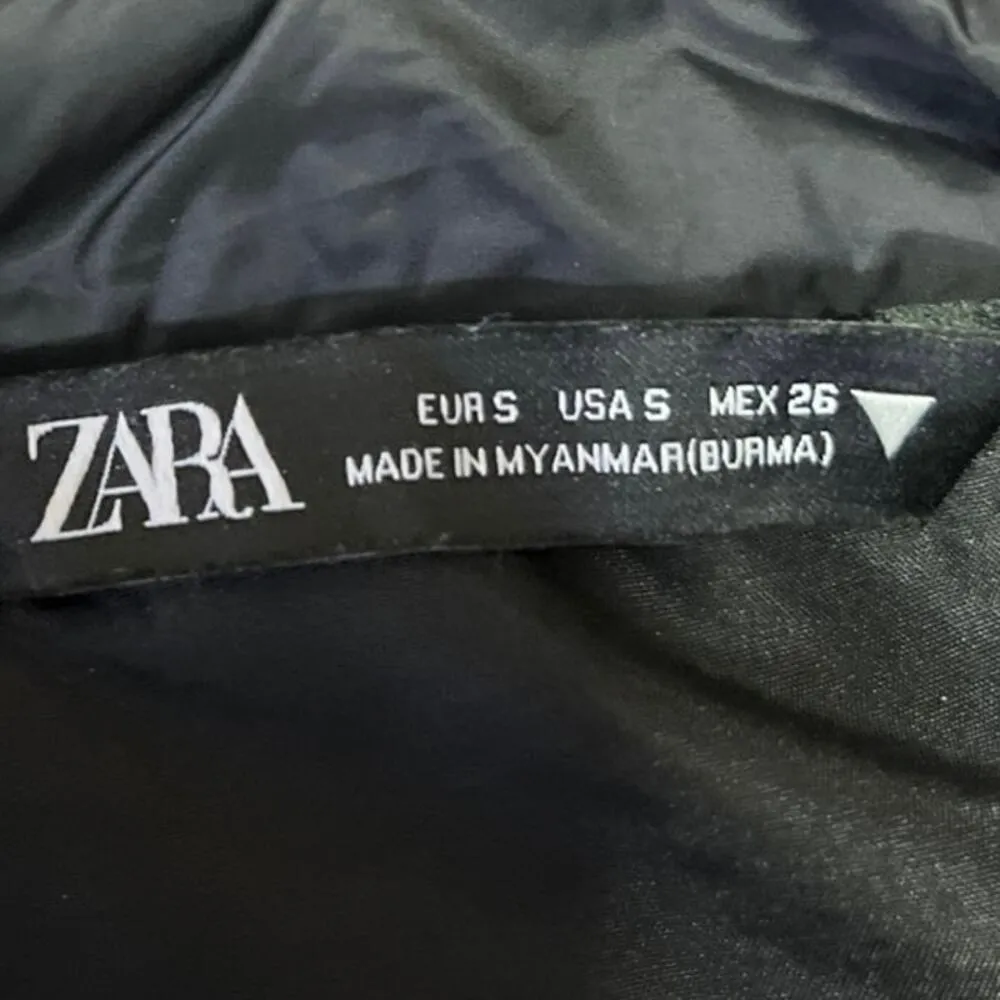 ZARA
EUR S USA S MEX 26
MADE IN MYANMAR(BURMA)